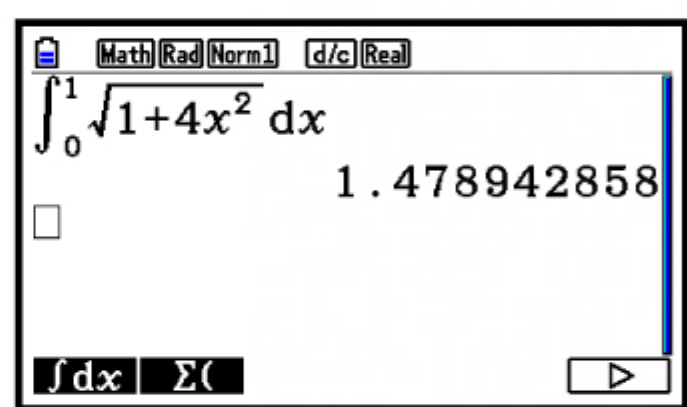 Math Rad Norm1 d/c Real
∫₀¹ √(1+4x²) dx
1.478942858
∫dx Σ( ▷